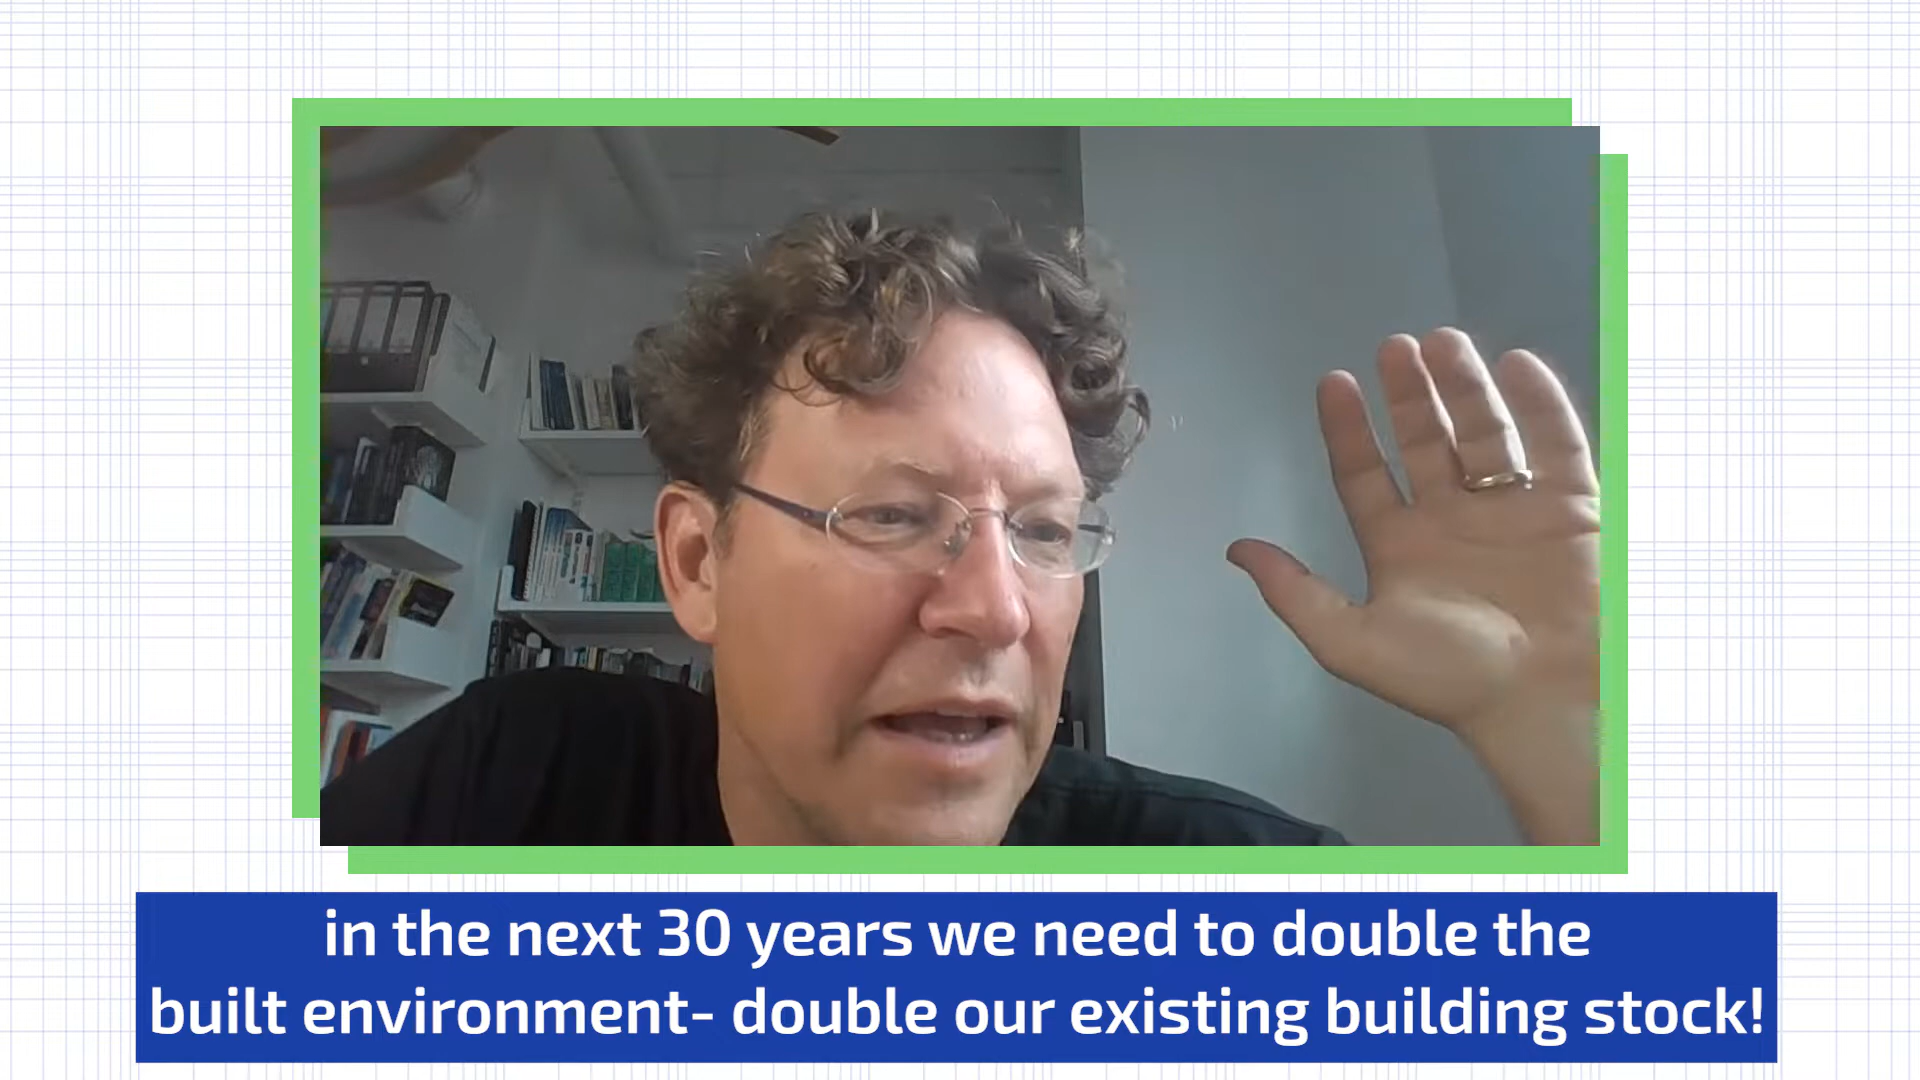 in the next 30 years we need to double the
built environment- double our existing building stock!